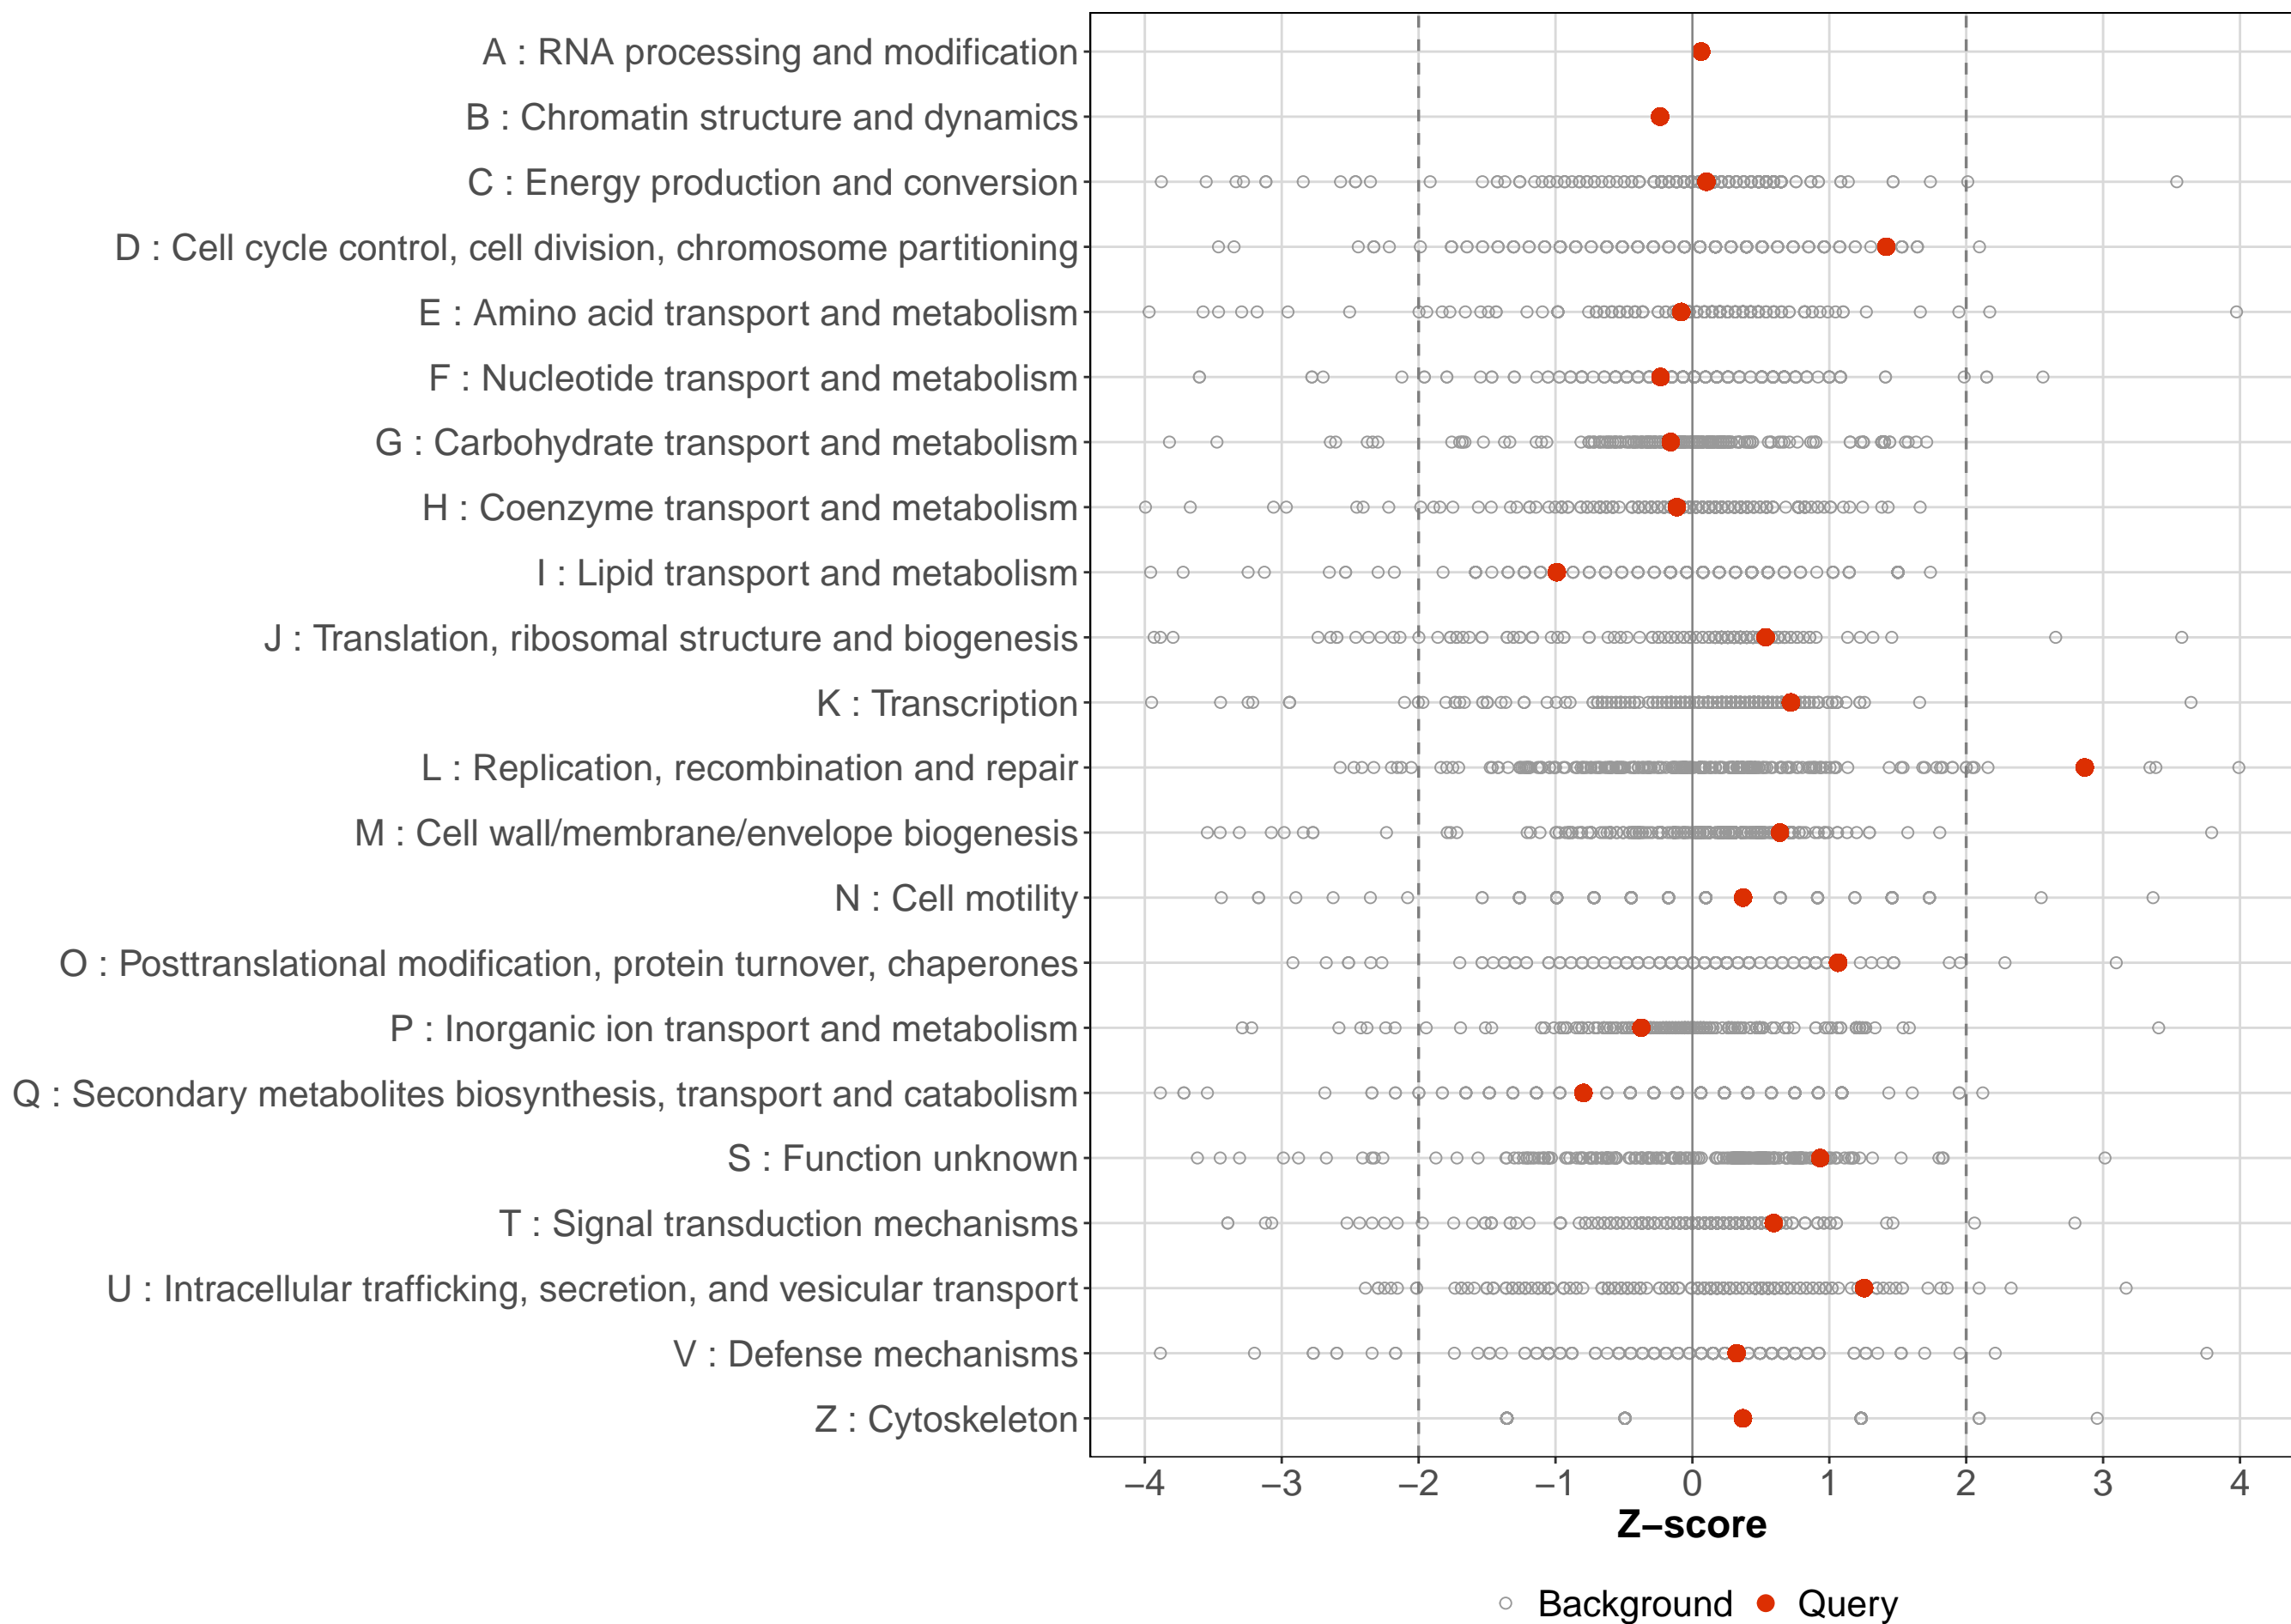 A : RNA processing and modification
B : Chromatin structure and dynamics
C : Energy production and conversion
D : Cell cycle control, cell division, chromosome partitioning
E : Amino acid transport and metabolism
F : Nucleotide transport and metabolism
G : Carbohydrate transport and metabolism
H : Coenzyme transport and metabolism
I : Lipid transport and metabolism
J : Translation, ribosomal structure and biogenesis
K : Transcription
L : Replication, recombination and repair
M : Cell wall/membrane/envelope biogenesis
N : Cell motility
O : Posttranslational modification, protein turnover, chaperones
P : Inorganic ion transport and metabolism
Q : Secondary metabolites biosynthesis, transport and catabolism
S : Function unknown
T : Signal transduction mechanisms
U : Intracellular trafficking, secretion, and vesicular transport
V : Defense mechanisms
Z : Cytoskeleton
−4 −3 −2 −1 0 1 2 3 4
Z−score
Background Query